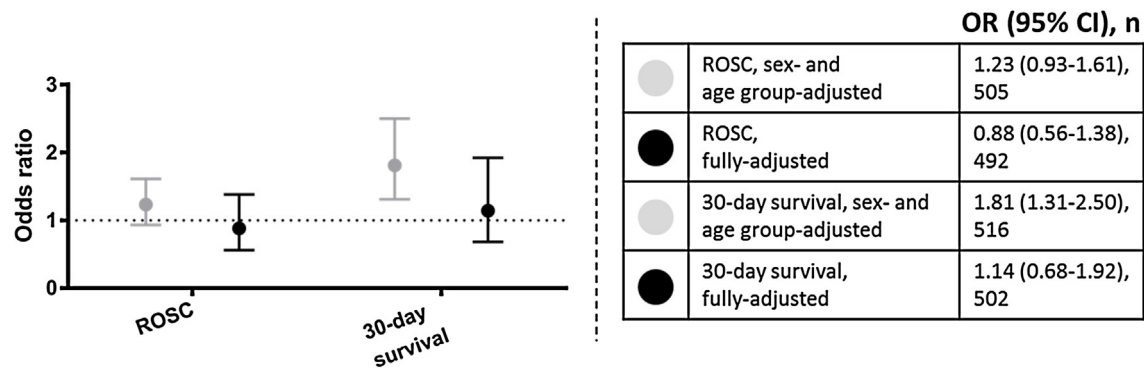 3
2
1
0
Odds ratio
ROSC
30-day
survival
OR (95% CI), n
ROSC, sex- and
age group-adjusted
1.23 (0.93-1.61),
505
ROSC,
fully-adjusted
0.88 (0.56-1.38),
492
30-day survival, sex- and
age group-adjusted
1.81 (1.31-2.50),
516
30-day survival,
fully-adjusted
1.14 (0.68-1.92),
502